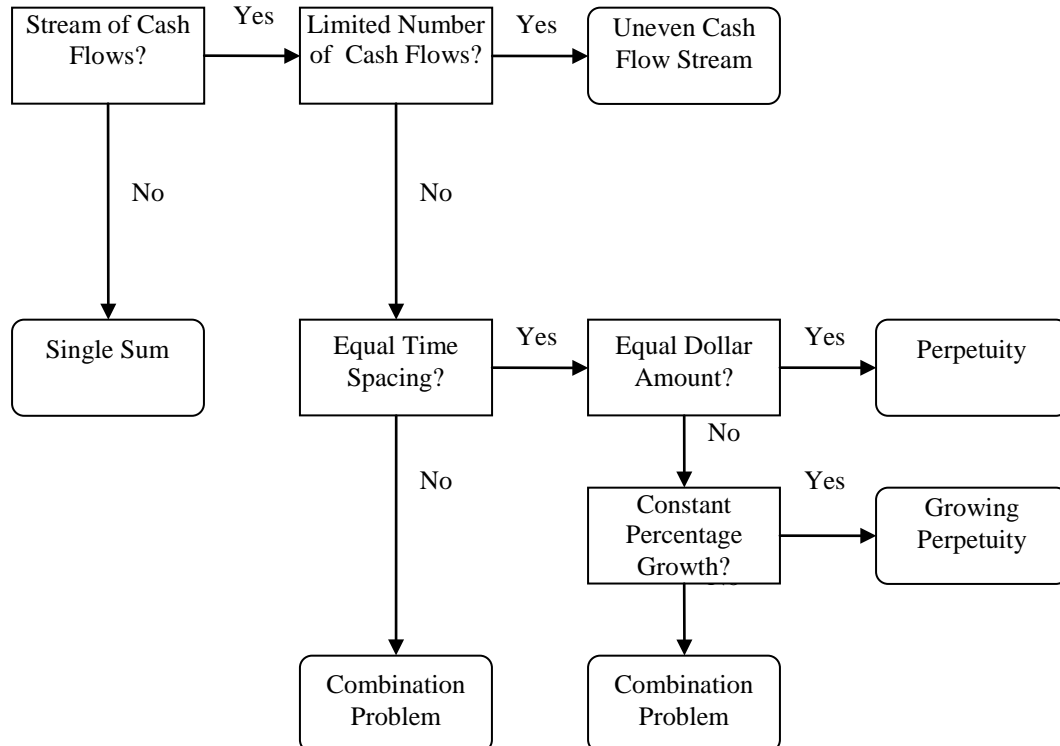 Stream of Cash
Flows?
Yes
Limited Number
of Cash Flows?
Yes
Uneven Cash
Flow Stream
No
No
Single Sum
Equal Time
Spacing?
Yes
Equal Dollar
Amount?
Yes
Perpetuity
No
No
Constant
Percentage
Growth?
Yes
Growing
Perpetuity
Combination
Problem
Combination
Problem